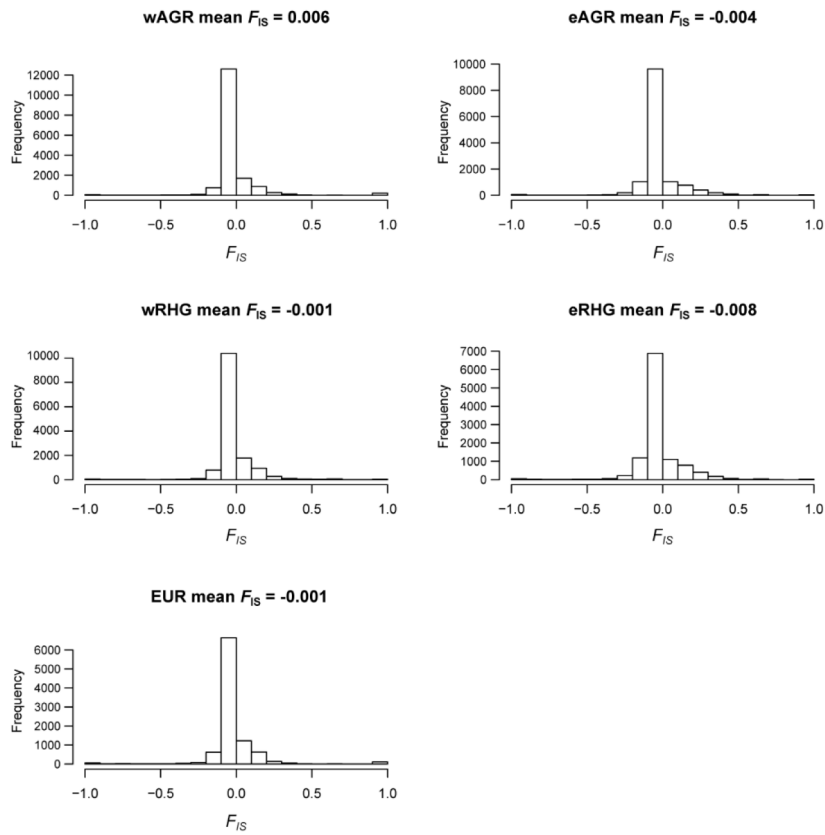 wAGR mean FIS = 0.006
Frequency
12000
10000
8000
6000
4000
2000
0
−1.0 −0.5 0.0 0.5 1.0
FIS
eAGR mean FIS = -0.004
Frequency
10000
8000
6000
4000
2000
0
−1.0 −0.5 0.0 0.5 1.0
FIS
wRHG mean FIS = -0.001
Frequency
10000
8000
6000
4000
2000
0
−1.0 −0.5 0.0 0.5 1.0
FIS
eRHG mean FIS = -0.008
Frequency
7000
6000
5000
4000
3000
2000
1000
0
−1.0 −0.5 0.0 0.5 1.0
FIS
EUR mean FIS = -0.001
Frequency
6000
5000
4000
3000
2000
1000
0
−1.0 −0.5 0.0 0.5 1.0
FIS